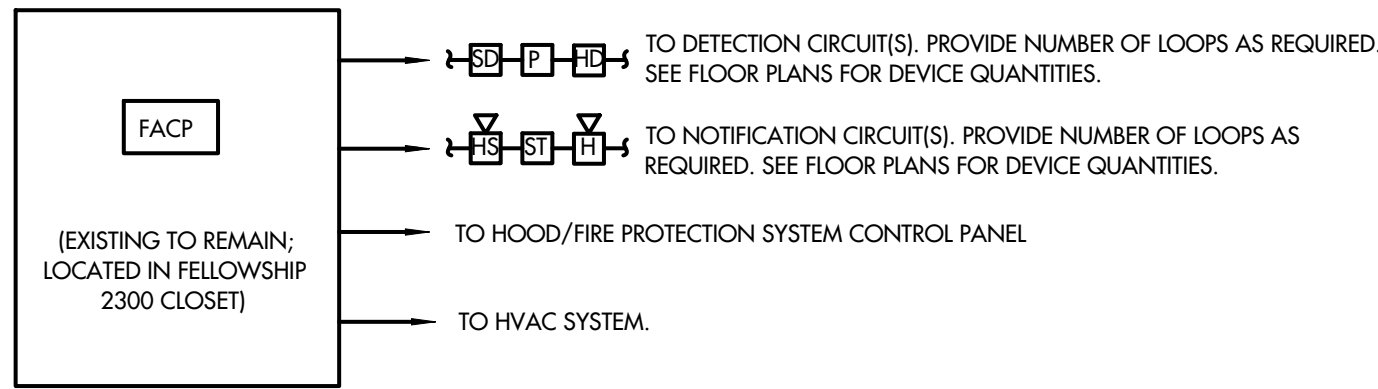 FACP
(EXISTING TO REMAIN;
LOCATED IN FELLOWSHIP
2300 CLOSET)
SD P HD
TO DETECTION CIRCUIT(S). PROVIDE NUMBER OF LOOPS AS REQUIRED.
SEE FLOOR PLANS FOR DEVICE QUANTITIES.
HS ST H
TO NOTIFICATION CIRCUIT(S). PROVIDE NUMBER OF LOOPS AS
REQUIRED. SEE FLOOR PLANS FOR DEVICE QUANTITIES.
TO HOOD/FIRE PROTECTION SYSTEM CONTROL PANEL
TO HVAC SYSTEM.